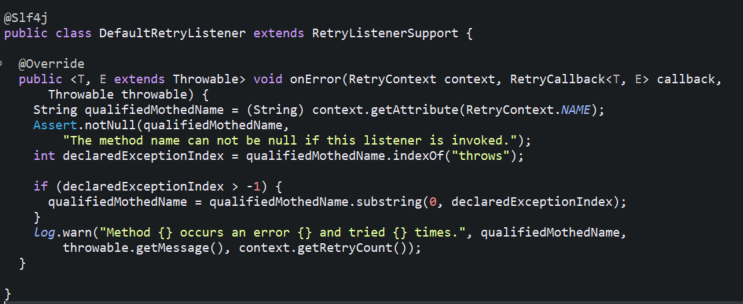 @Slf4j
public class DefaultRetryListener extends RetryListenerSupport {
@Override
public <T, E extends Throwable> void onError(RetryContext context, RetryCallback<T, E> callback,
Throwable throwable) {
String qualifiedMothedName = (String) context.getAttribute(RetryContext.NAME);
Assert.notNull(qualifiedMothedName,
"The method name can not be null if this listener is invoked.");
int declaredExceptionIndex = qualifiedMothedName.indexOf("throws");
if (declaredExceptionIndex > -1) {
qualifiedMothedName = qualifiedMothedName.substring(0, declaredExceptionIndex);
}
log.warn("Method {} occurs an error {} and tried {} times.", qualifiedMothedName,
throwable.getMessage(), context.getRetryCount());
}
}